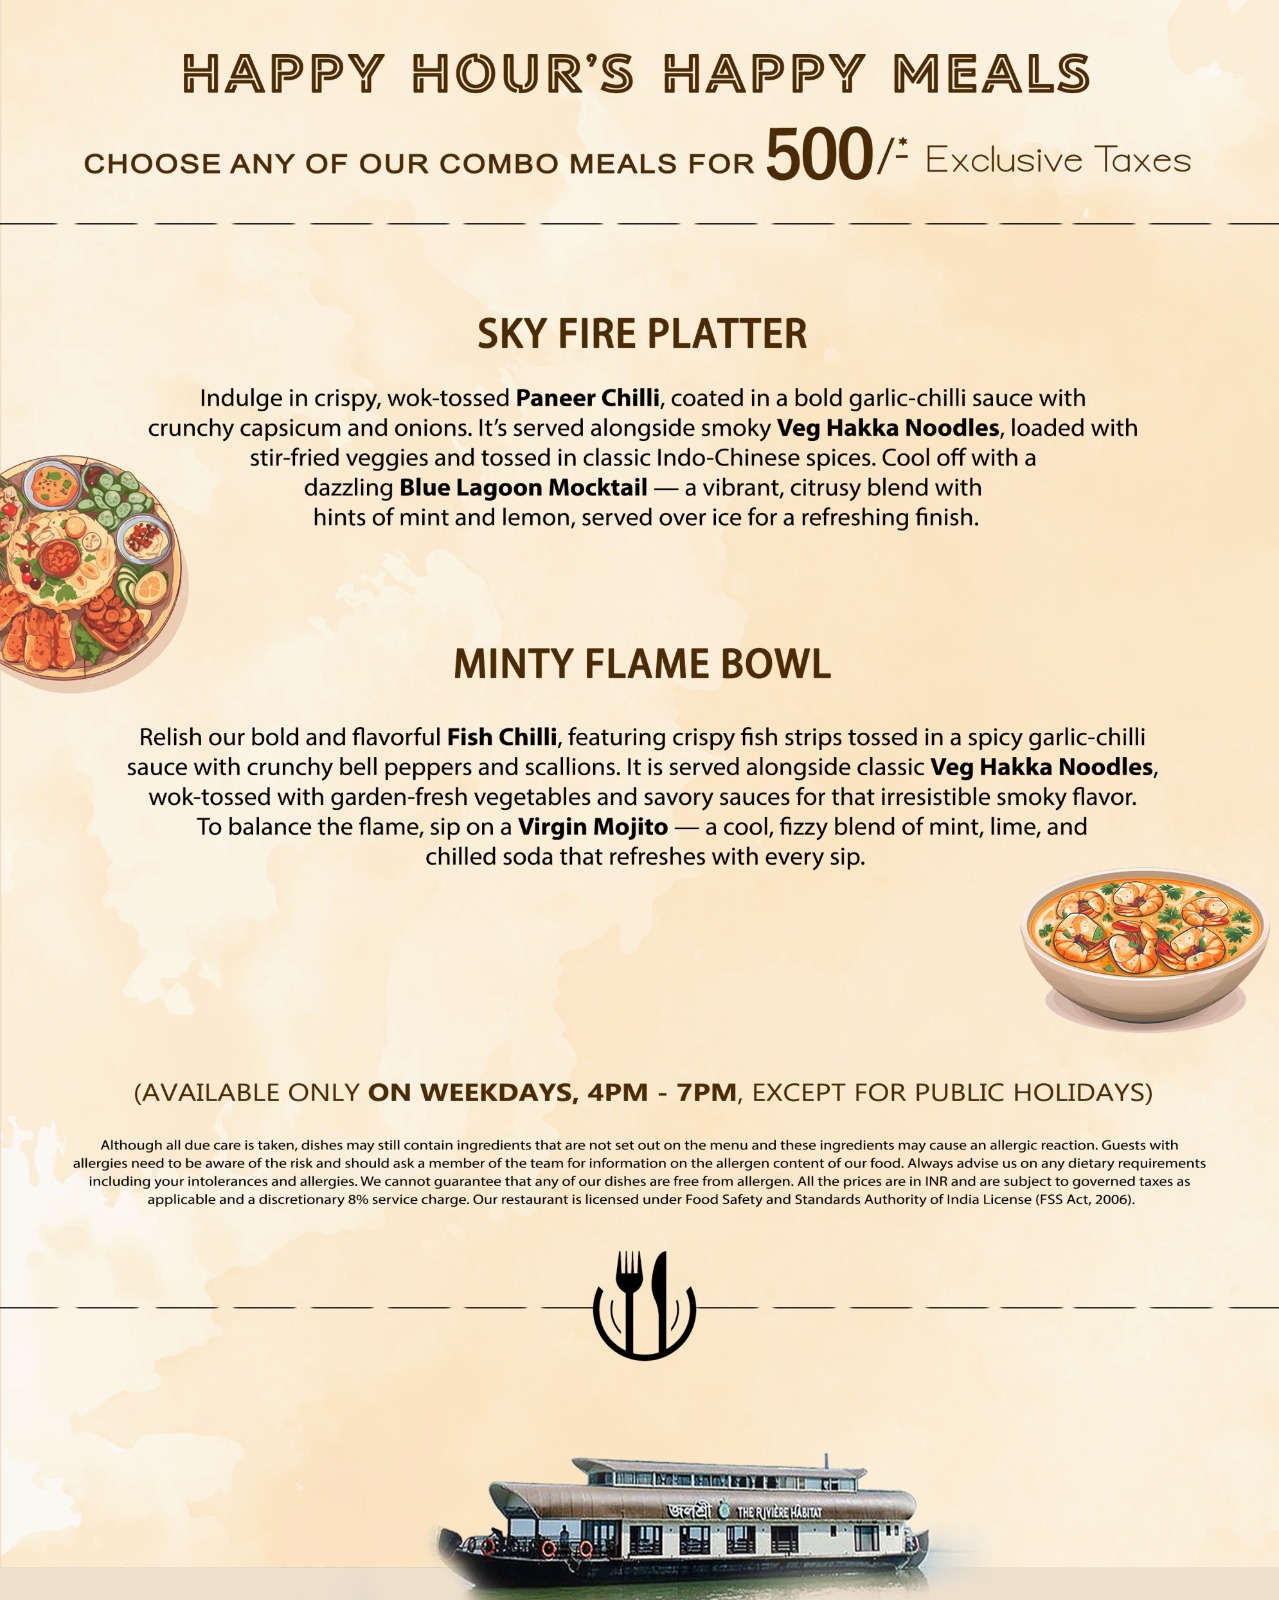 HAPPY HOUR'S HAPPY MEALS
CHOOSE ANY OF OUR COMBO MEALS FOR 500/-* Exclusive Taxes
SKY FIRE PLATTER
Indulge in crispy, wok-tossed Paneer Chilli, coated in a bold garlic-chilli sauce with
crunchy capsicum and onions. It’s served alongside smoky Veg Hakka Noodles, loaded with
stir-fried veggies and tossed in classic Indo-Chinese spices. Cool off with a
dazzling Blue Lagoon Mocktail — a vibrant, citrusy blend with
hints of mint and lemon, served over ice for a refreshing finish.
MINTY FLAME BOWL
Relish our bold and flavorful Fish Chilli, featuring crispy fish strips tossed in a spicy garlic-chilli
sauce with crunchy bell peppers and scallions. It is served alongside classic Veg Hakka Noodles,
wok-tossed with garden-fresh vegetables and savory sauces for that irresistible smoky flavor.
To balance the flame, sip on a Virgin Mojito — a cool, fizzy blend of mint, lime, and
chilled soda that refreshes with every sip.
(AVAILABLE ONLY ON WEEKDAYS, 4PM - 7PM, EXCEPT FOR PUBLIC HOLIDAYS)
Although all due care is taken, dishes may still contain ingredients that are not set out on the menu and these ingredients may cause an allergic reaction. Guests with
allergies need to be aware of the risk and should ask a member of the team for information on the allergen content of our food. Always advise us on any dietary requirements
including your intolerances and allergies. We cannot guarantee that any of our dishes are free from allergen. All the prices are in INR and are subject to governed taxes as
applicable and a discretionary 8% service charge. Our restaurant is licensed under Food Safety and Standards Authority of India License (FSS Act, 2006).
জলশ্রী THE RIVIÈRE HABITAT